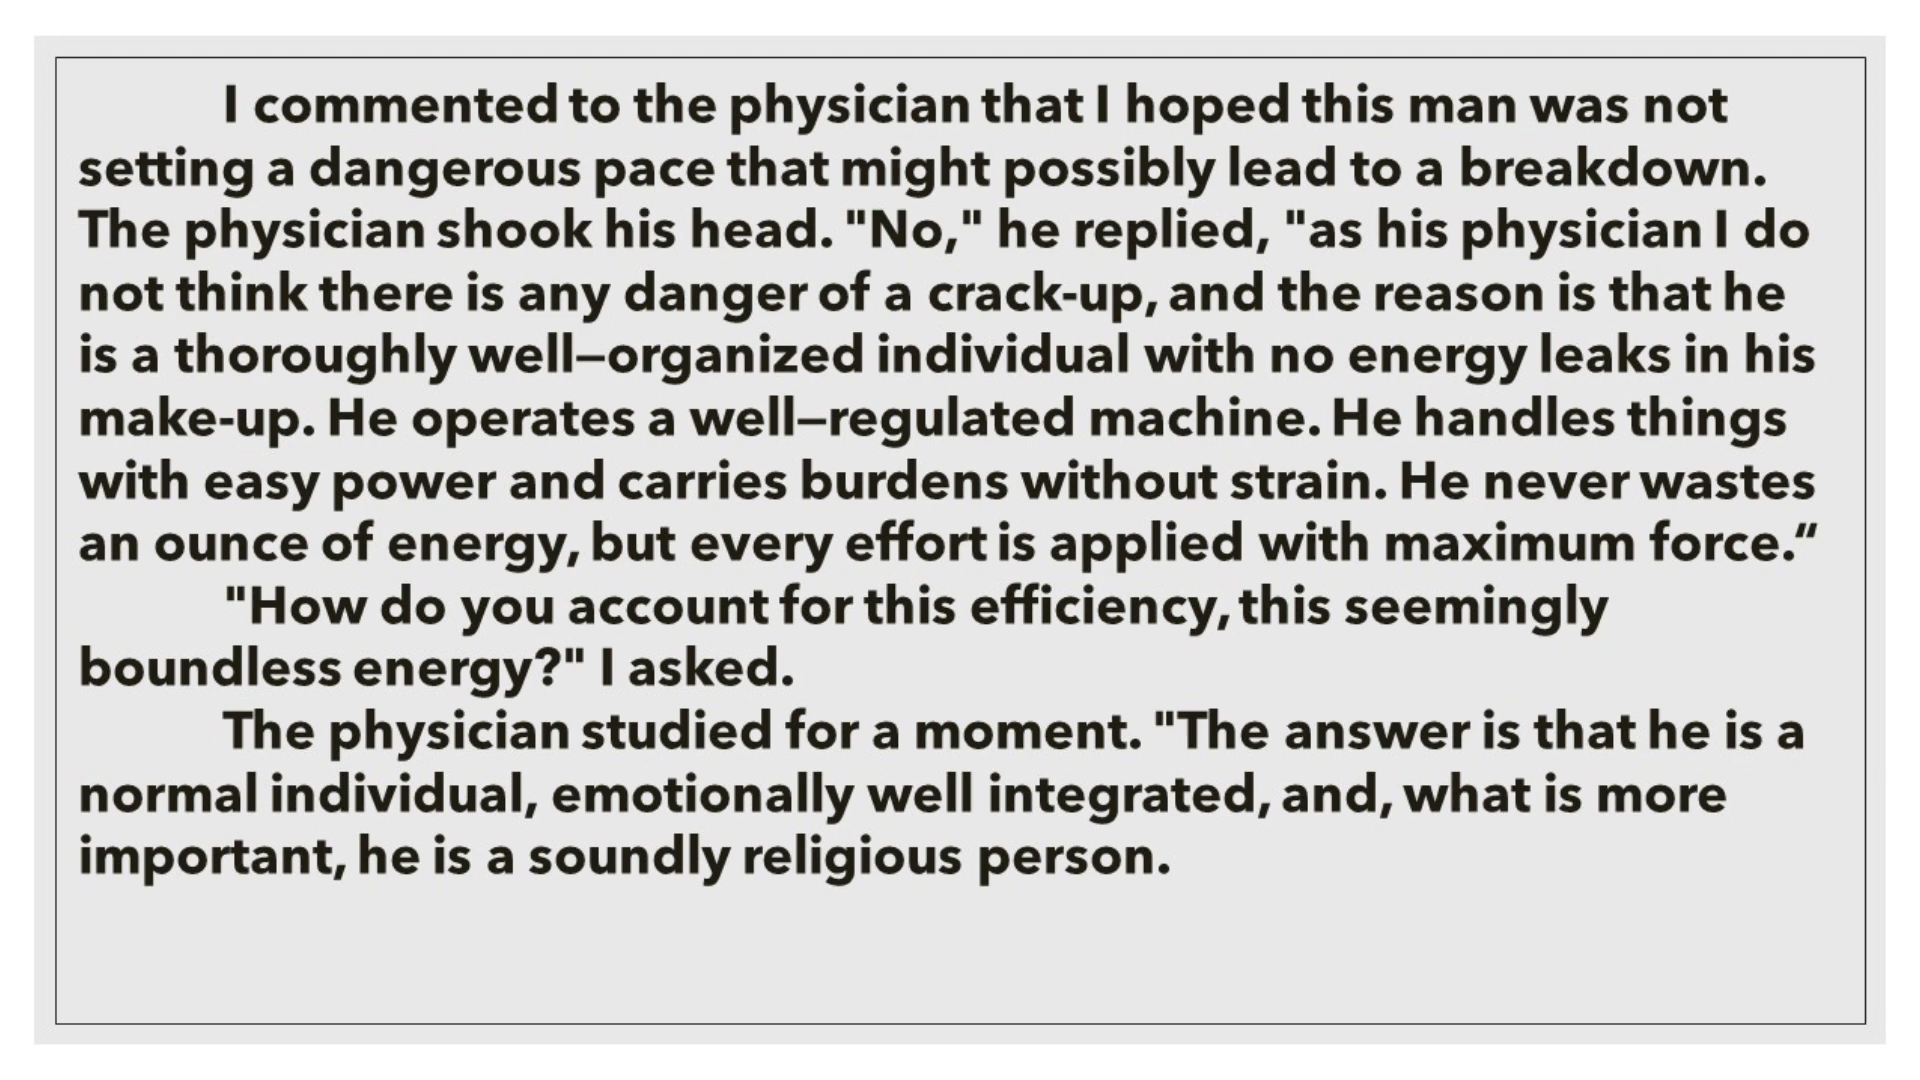 I commented to the physician that I hoped this man was not
setting a dangerous pace that might possibly lead to a breakdown.
The physician shook his head. "No," he replied, "as his physician I do
not think there is any danger of a crack-up, and the reason is that he
is a thoroughly well–organized individual with no energy leaks in his
make-up. He operates a well–regulated machine. He handles things
with easy power and carries burdens without strain. He never wastes
an ounce of energy, but every effort is applied with maximum force.“
"How do you account for this efficiency, this seemingly
boundless energy?" I asked.
The physician studied for a moment. "The answer is that he is a
normal individual, emotionally well integrated, and, what is more
important, he is a soundly religious person.